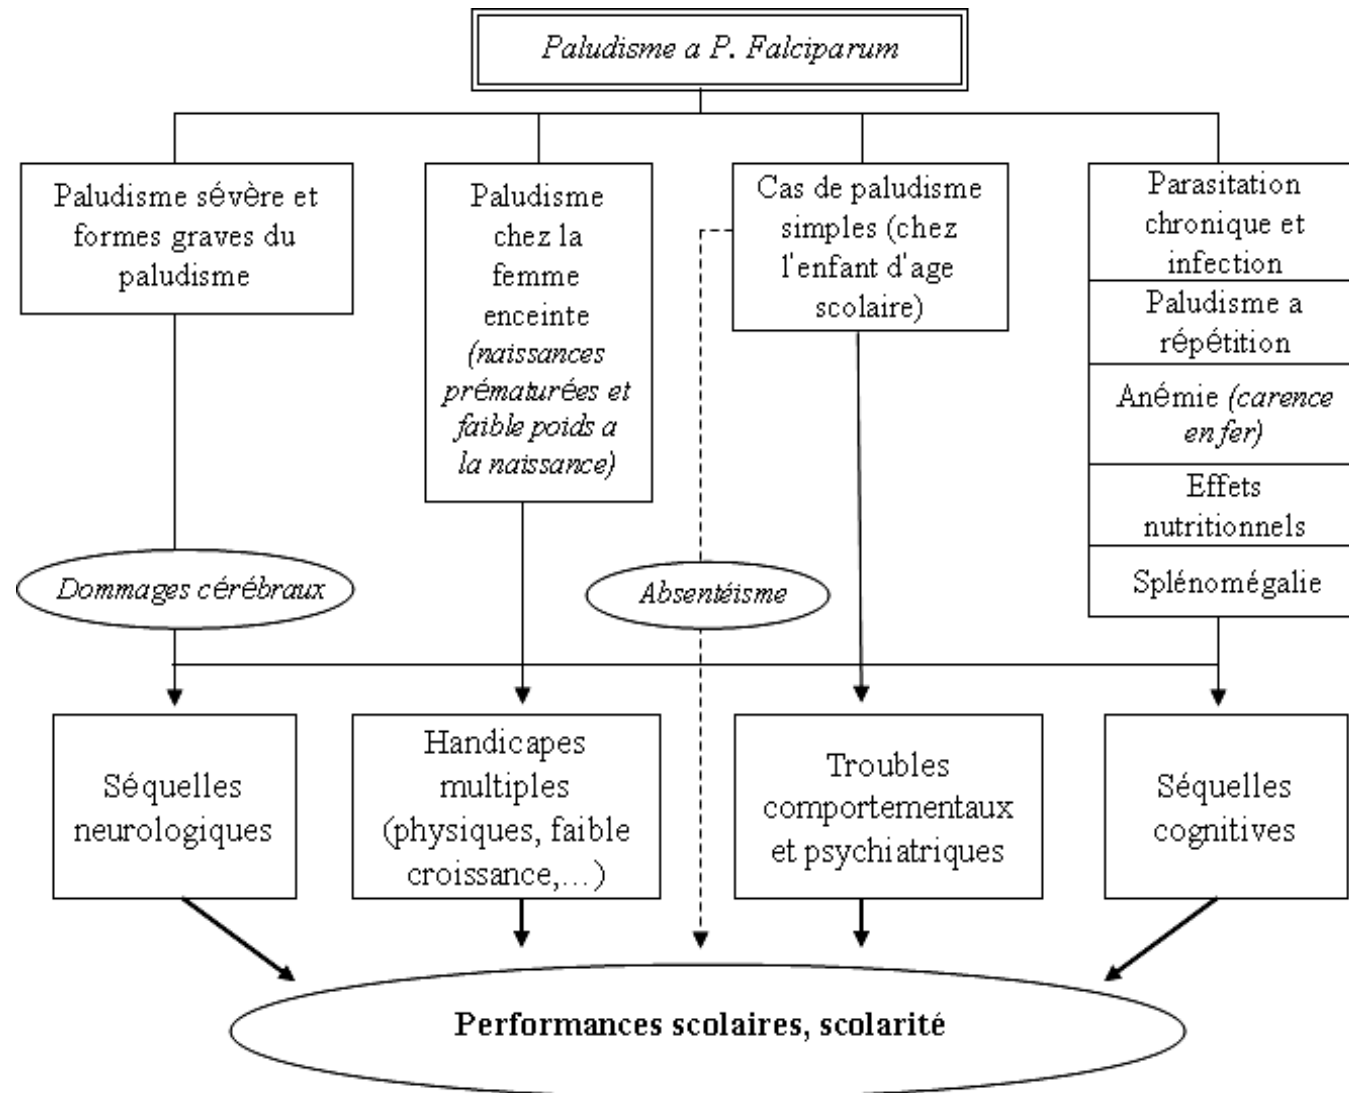 Paludisme a P. Falciparum
Paludisme sévère et
formes graves du
paludisme
Paludisme
chez la
femme
enceinte
(naissances
prématurées et
faible poids a
la naissance)
Cas de paludisme
simples (chez
l'enfant d'age
scolaire)
Parasitation
chronique et
infection
Paludisme a
répétition
Anémie (carence
en fer)
Effets
nutritionnels
Splénomégalie
Dommages cérébraux
Absentéisme
Séquelles
neurologiques
Handicapes
multiples
(physiques, faible
croissance,...)
Troubles
comportementaux
et psychiatriques
Séquelles
cognitives
Performances scolaires, scolarité